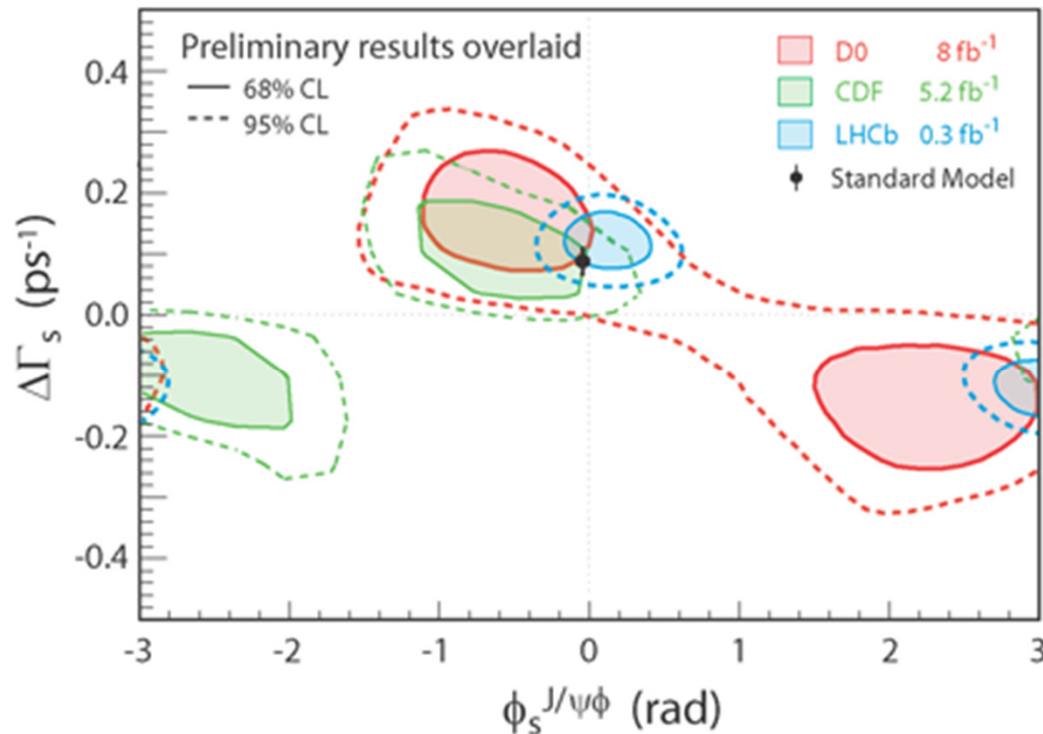 Preliminary results overlaid
68% CL
95% CL
D0 8 fb⁻¹
CDF 5.2 fb⁻¹
LHCb 0.3 fb⁻¹
Standard Model
0.4
0.2
0.0
-0.2
-0.4
ΔΓs (ps⁻¹)
-3 -2 -1 0 1 2 3
ϕs J/ψϕ (rad)